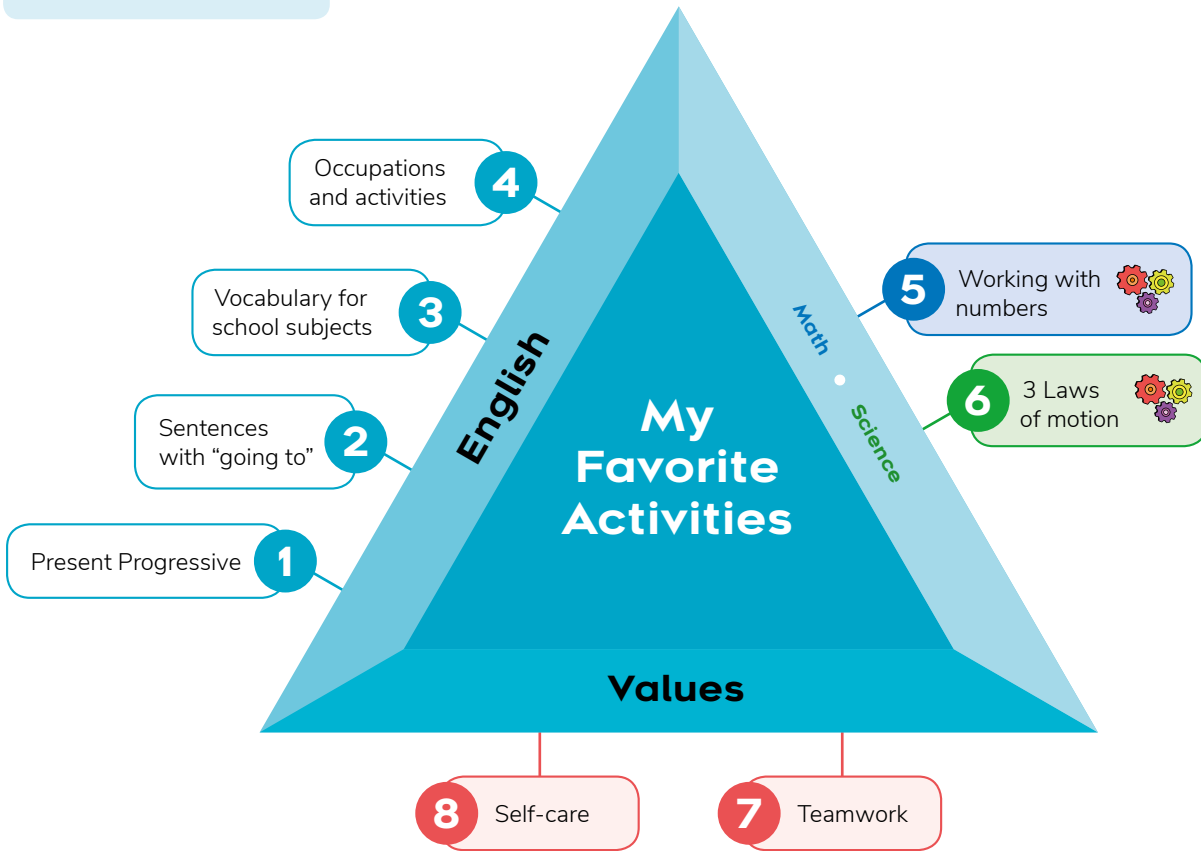 4
Occupations
and activities
3
Vocabulary for
school subjects
2
Sentences
with “going to”
1
Present Progressive
English
My
Favorite
Activities
Math
Science
5
Working with
numbers
6
3 Laws
of motion
Values
8
Self-care
7
Teamwork